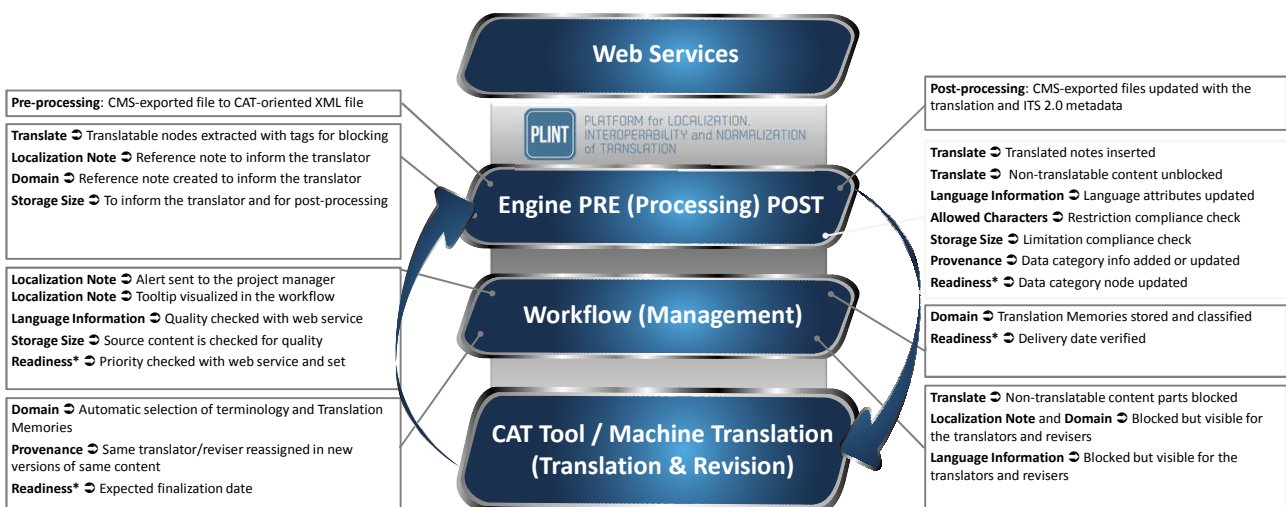 Web Services
PLINT
PLATFORM for LOCALIZATION,
INTEROPERABILITY and NORMALIZATION
of TRANSLATION
Engine PRE (Processing) POST
Workflow (Management)
CAT Tool / Machine Translation
(Translation & Revision)
Pre-processing: CMS-exported file to CAT-oriented XML file
Translate ➲ Translatable nodes extracted with tags for blocking
Localization Note ➲ Reference note to inform the translator
Domain ➲ Reference note created to inform the translator
Storage Size ➲ To inform the translator and for post-processing
Localization Note ➲ Alert sent to the project manager
Localization Note ➲ Tooltip visualized in the workflow
Language Information ➲ Quality checked with web service
Storage Size ➲ Source content is checked for quality
Readiness* ➲ Priority checked with web service and set
Domain ➲ Automatic selection of terminology and Translation
Memories
Provenance ➲ Same translator/reviser reassigned in new
versions of same content
Readiness* ➲ Expected finalization date
Post-processing: CMS-exported files updated with the
translation and ITS 2.0 metadata
Translate ➲ Translated notes inserted
Translate ➲ Non-translatable content unblocked
Language Information ➲ Language attributes updated
Allowed Characters ➲ Restriction compliance check
Storage Size ➲ Limitation compliance check
Provenance ➲ Data category info added or updated
Readiness* ➲ Data category node updated
Domain ➲ Translation Memories stored and classified
Readiness* ➲ Delivery date verified
Translate ➲ Non-translatable content parts blocked
Localization Note and Domain ➲ Blocked but visible for
the translators and revisers
Language Information ➲ Blocked but visible for the
translators and revisers